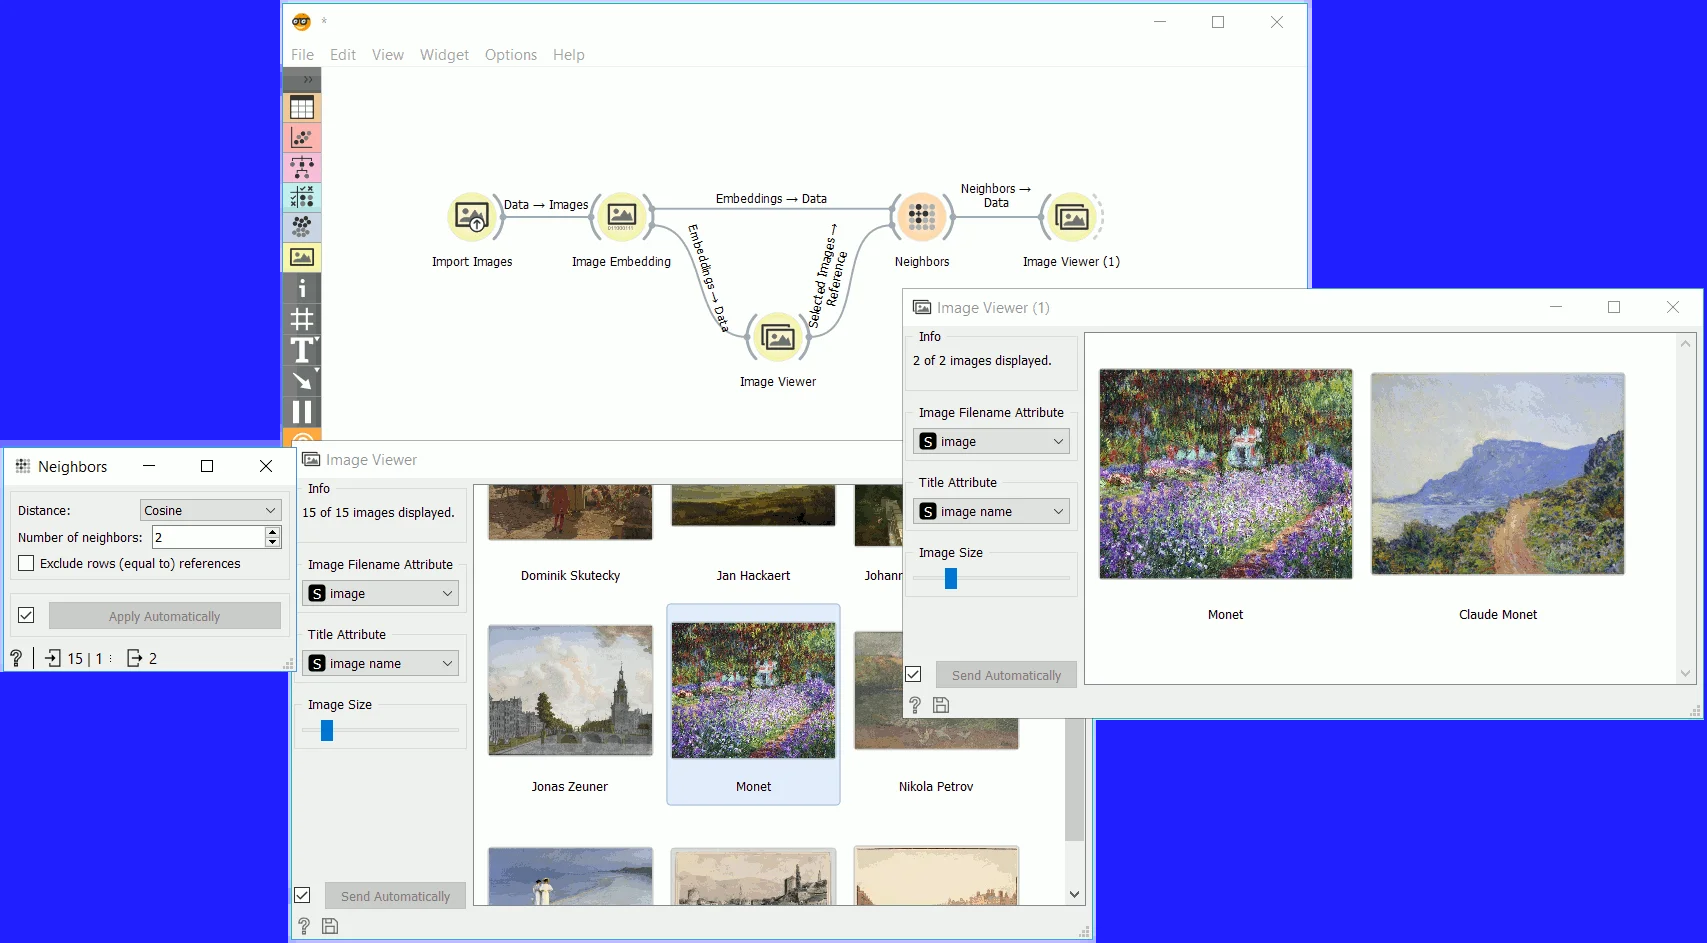 *
File Edit View Widget Options Help
»
Data → Images
Embeddings → Data
Neighbors →
Data
Embeddings → Data
Selected Images →
Reference
011000111
Import Images
Image Embedding
Neighbors
Image Viewer (1)
Image Viewer
Neighbors
Distance: Cosine
Number of neighbors: 2
Exclude rows (equal to) references
Apply Automatically
? 15 | 1 2
Image Viewer
Info
15 of 15 images displayed.
Image Filename Attribute
S image
Title Attribute
S image name
Image Size
Send Automatically
?
Dominik Skutecky
Jan Hackaert
Johann
Jonas Zeuner
Monet
Nikola Petrov
Image Viewer (1)
Info
2 of 2 images displayed.
Image Filename Attribute
S image
Title Attribute
S image name
Image Size
Send Automatically
?
Monet
Claude Monet